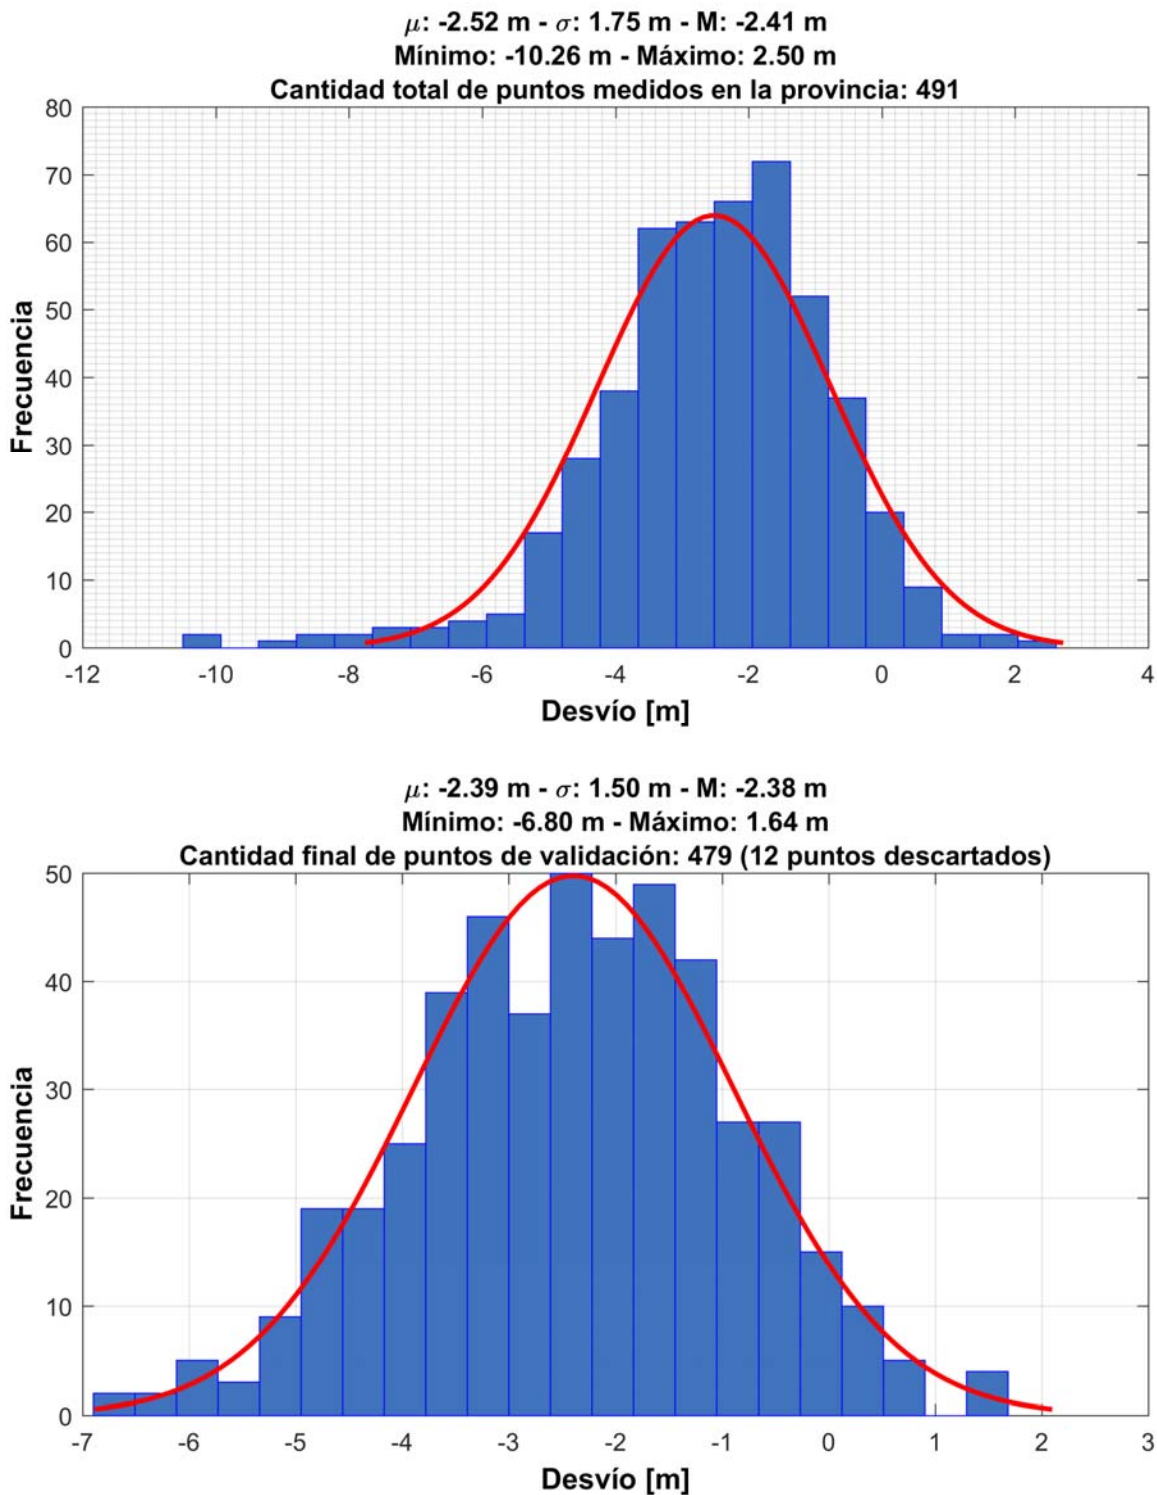 μ: -2.52 m - σ: 1.75 m - M: -2.41 m
Mínimo: -10.26 m - Máximo: 2.50 m
Cantidad total de puntos medidos en la provincia: 491
80
70
60
50
40
30
20
10
0
Frecuencia
-12 -10 -8 -6 -4 -2 0 2 4
Desvío [m]
μ: -2.39 m - σ: 1.50 m - M: -2.38 m
Mínimo: -6.80 m - Máximo: 1.64 m
Cantidad final de puntos de validación: 479 (12 puntos descartados)
50
40
30
20
10
0
Frecuencia
-7 -6 -5 -4 -3 -2 -1 0 1 2 3
Desvío [m]